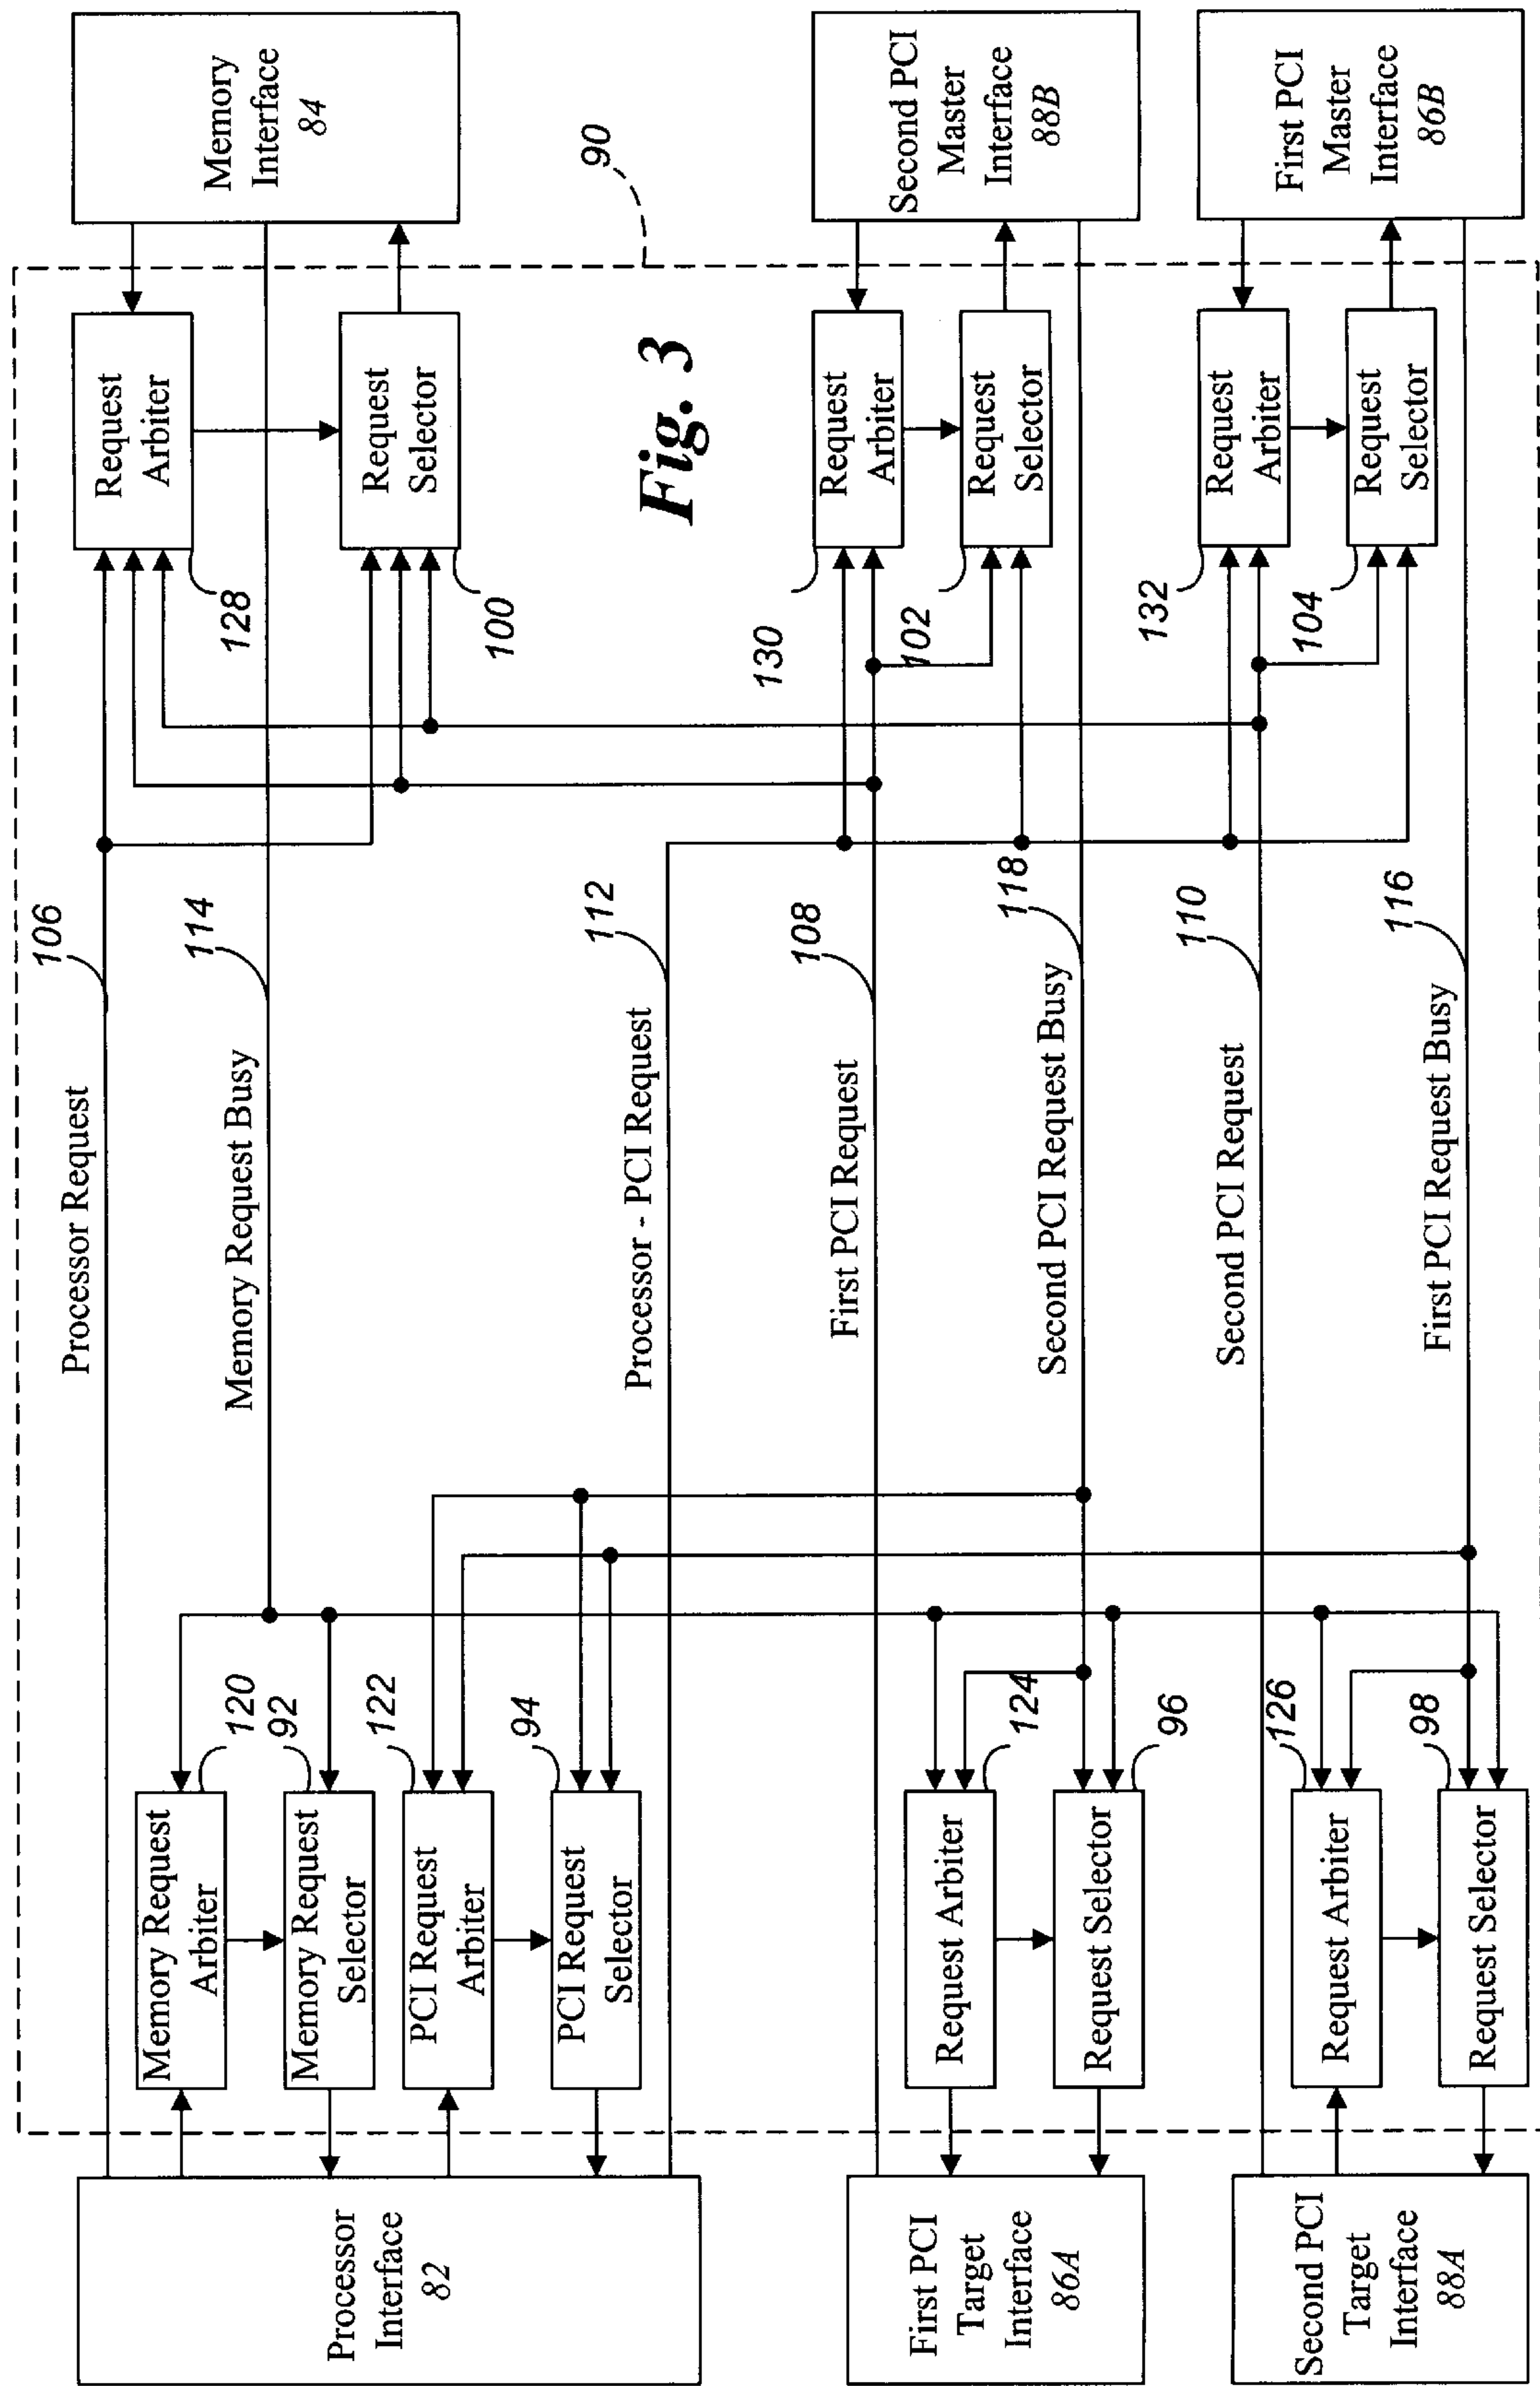 Processor
Interface
82
First PCI
Target
Interface
86A
Second PCI
Target
Interface
88A
Memory Request
Arbiter
120
Memory Request
Selector
92
PCI Request
Arbiter
122
PCI Request
Selector
94
Request Arbiter
124
Request Selector
96
Request Arbiter
126
Request Selector
98
Processor Request
106
Memory Request Busy
114
Processor - PCI Request
112
First PCI Request
108
Second PCI Request Busy
118
Second PCI Request
110
First PCI Request Busy
116
Request
Arbiter
128
Request
Selector
100
Fig. 3
Request
Arbiter
130
Request
Selector
102
Request
Arbiter
132
Request
Selector
104
90
Memory
Interface
84
Second PCI
Master
Interface
88B
First PCI
Master
Interface
86B